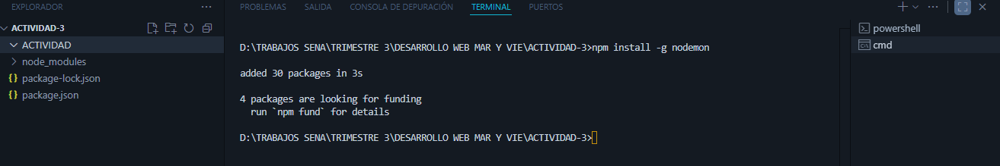 EXPLORADOR
ACTIVIDAD-3
ACTIVIDAD
node_modules
{} package-lock.json
{} package.json
PROBLEMAS SALIDA CONSOLA DE DEPURACIÓN TERMINAL PUERTOS
D:\TRABAJOS SENA\TRIMESTRE 3\DESARROLLO WEB MAR Y VIE\ACTIVIDAD-3>npm install -g nodemon
added 30 packages in 3s
4 packages are looking for funding
run `npm fund` for details
D:\TRABAJOS SENA\TRIMESTRE 3\DESARROLLO WEB MAR Y VIE\ACTIVIDAD-3>
powershell
cmd